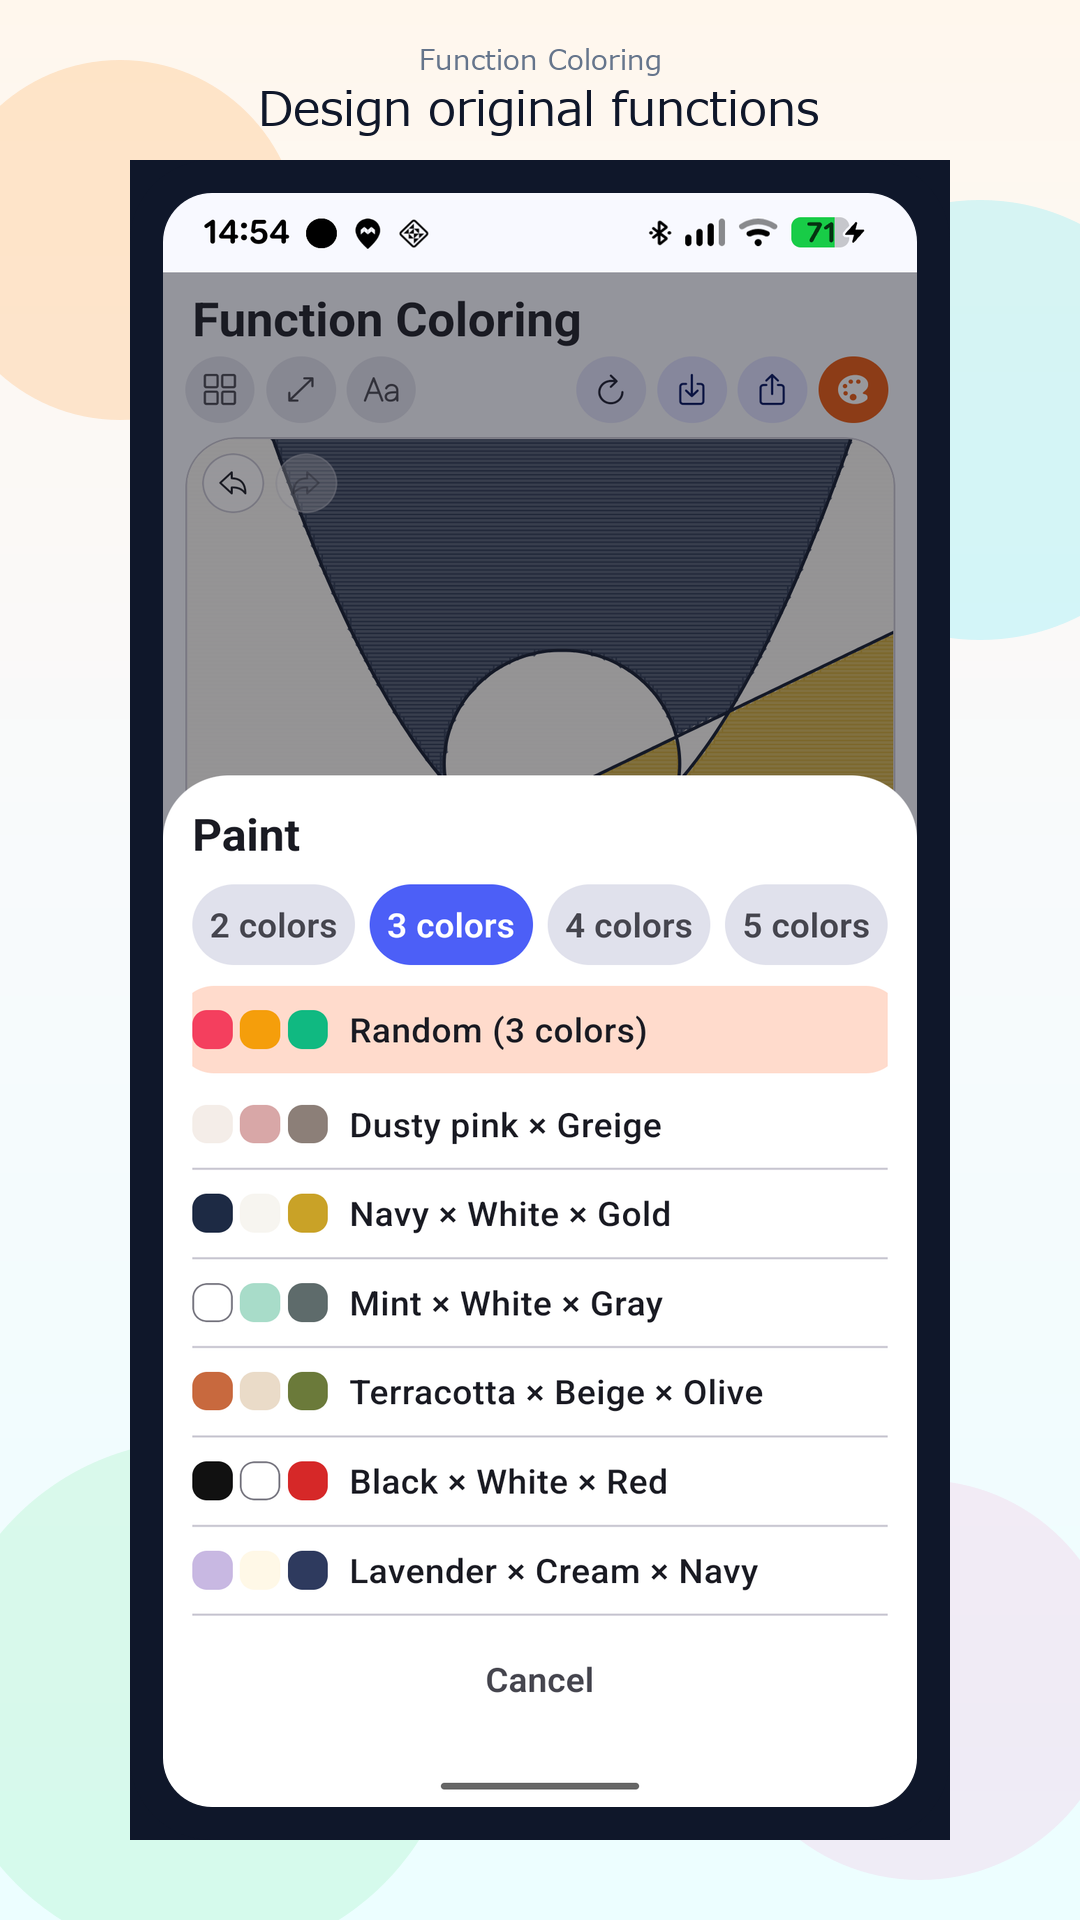 Function Coloring
Design original functions
14:54
71
Function Coloring
Aa
Paint
2 colors
3 colors
4 colors
5 colors
Random (3 colors)
Dusty pink × Greige
Navy × White × Gold
Mint × White × Gray
Terracotta × Beige × Olive
Black × White × Red
Lavender × Cream × Navy
Cancel